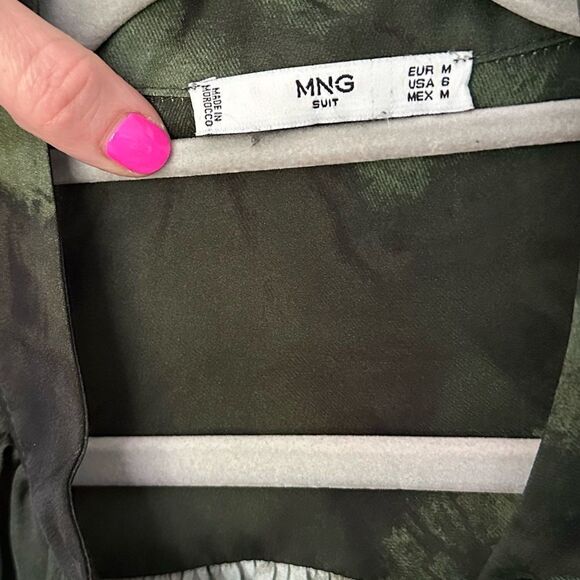 MADE IN
MOROCCO
MNG
SUIT
EUR M
USA 6
MEX M